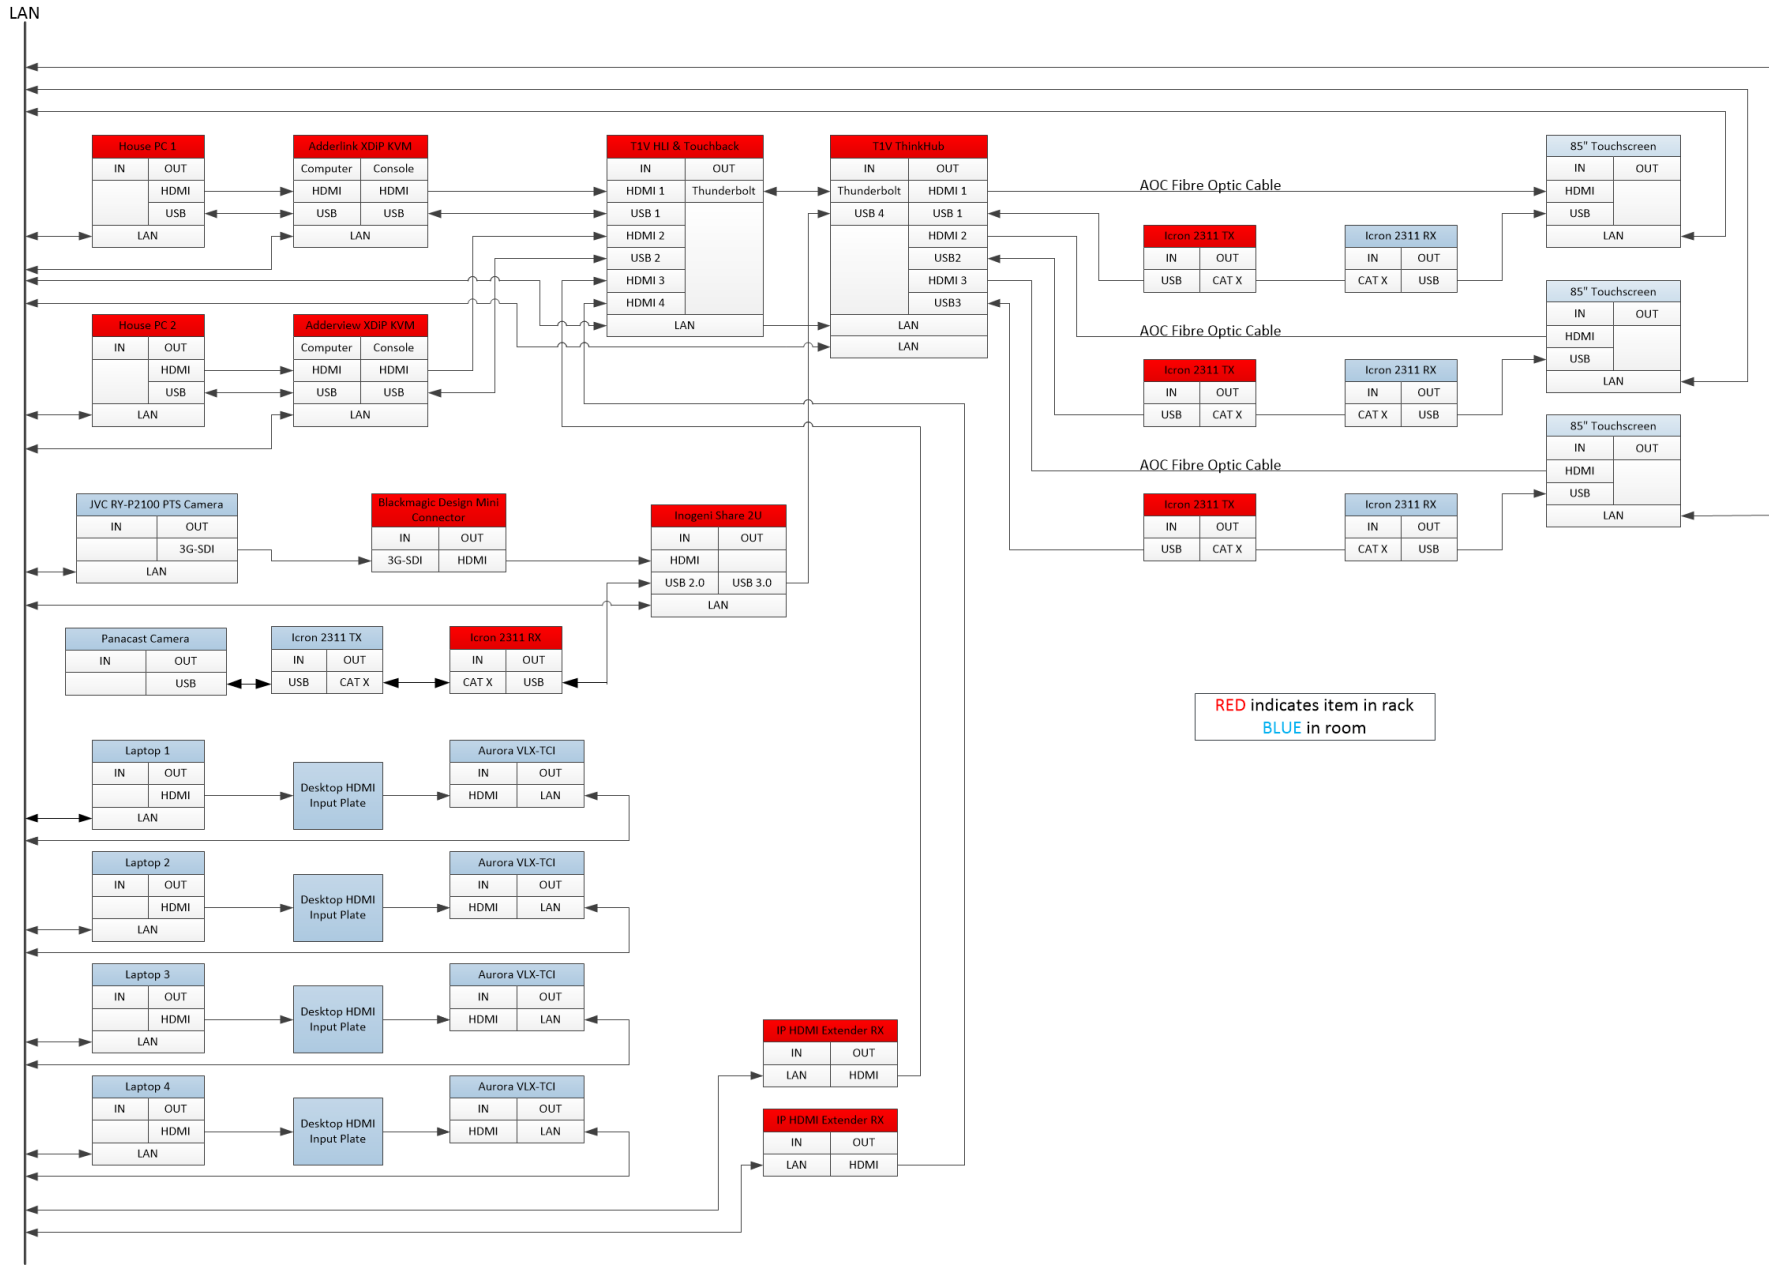 LAN
House PC 1
IN OUT
HDMI
USB
LAN
Adderlink XDIP KVM
Computer Console
HDMI HDMI
USB USB
LAN
T1V HLI & Touchback
IN OUT
HDMI 1 Thunderbolt
USB 1
HDMI 2
USB 2
HDMI 3
HDMI 4
LAN
T1V ThinkHub
IN OUT
Thunderbolt HDMI 1
USB 4 USB 1
HDMI 2
USB2
HDMI 3
USB3
LAN
LAN
AOC Fibre Optic Cable
85" Touchscreen
IN OUT
HDMI
USB
LAN
Icron 2311 TX
IN OUT
USB CAT X
Icron 2311 RX
IN OUT
CAT X USB
House PC 2
IN OUT
HDMI
USB
LAN
Adderview XDIP KVM
Computer Console
HDMI HDMI
USB USB
LAN
AOC Fibre Optic Cable
85" Touchscreen
IN OUT
HDMI
USB
LAN
Icron 2311 TX
IN OUT
USB CAT X
Icron 2311 RX
IN OUT
CAT X USB
AOC Fibre Optic Cable
85" Touchscreen
IN OUT
HDMI
USB
LAN
Icron 2311 TX
IN OUT
USB CAT X
Icron 2311 RX
IN OUT
CAT X USB
JVC RY-P2100 PTS Camera
IN OUT
3G-SDI
LAN
Blackmagic Design Mini
Connector
IN OUT
3G-SDI HDMI
Inogeni Share 2U
IN OUT
HDMI
USB 2.0 USB 3.0
LAN
Panacast Camera
IN OUT
USB
Icron 2311 TX
IN OUT
USB CAT X
Icron 2311 RX
IN OUT
CAT X USB
RED indicates item in rack
BLUE in room
Laptop 1
IN OUT
HDMI
LAN
Desktop HDMI
Input Plate
Aurora VLX-TCI
IN OUT
HDMI LAN
Laptop 2
IN OUT
HDMI
LAN
Desktop HDMI
Input Plate
Aurora VLX-TCI
IN OUT
HDMI LAN
Laptop 3
IN OUT
HDMI
LAN
Desktop HDMI
Input Plate
Aurora VLX-TCI
IN OUT
HDMI LAN
IP HDMI Extender RX
IN OUT
LAN HDMI
Laptop 4
IN OUT
HDMI
LAN
Desktop HDMI
Input Plate
Aurora VLX-TCI
IN OUT
HDMI LAN
IP HDMI Extender RX
IN OUT
LAN HDMI